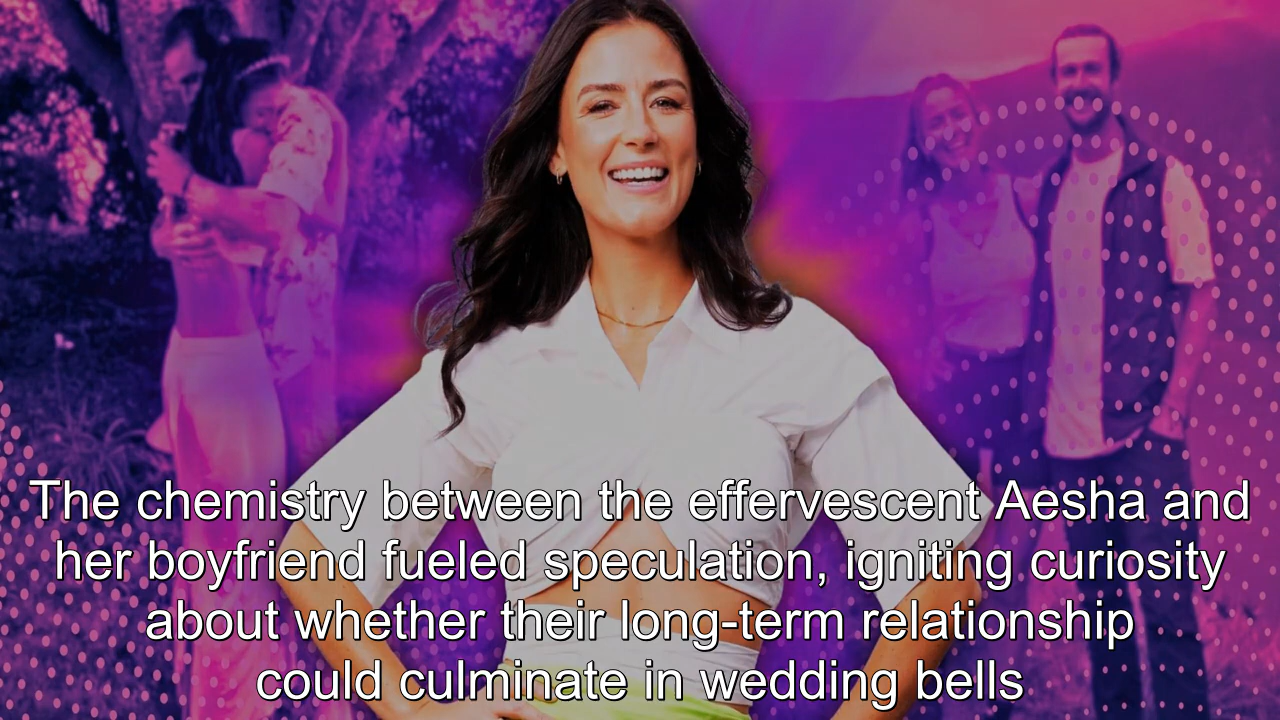 The chemistry between the effervescent Aesha and
her boyfriend fueled speculation, igniting curiosity
about whether their long-term relationship
could culminate in wedding bells